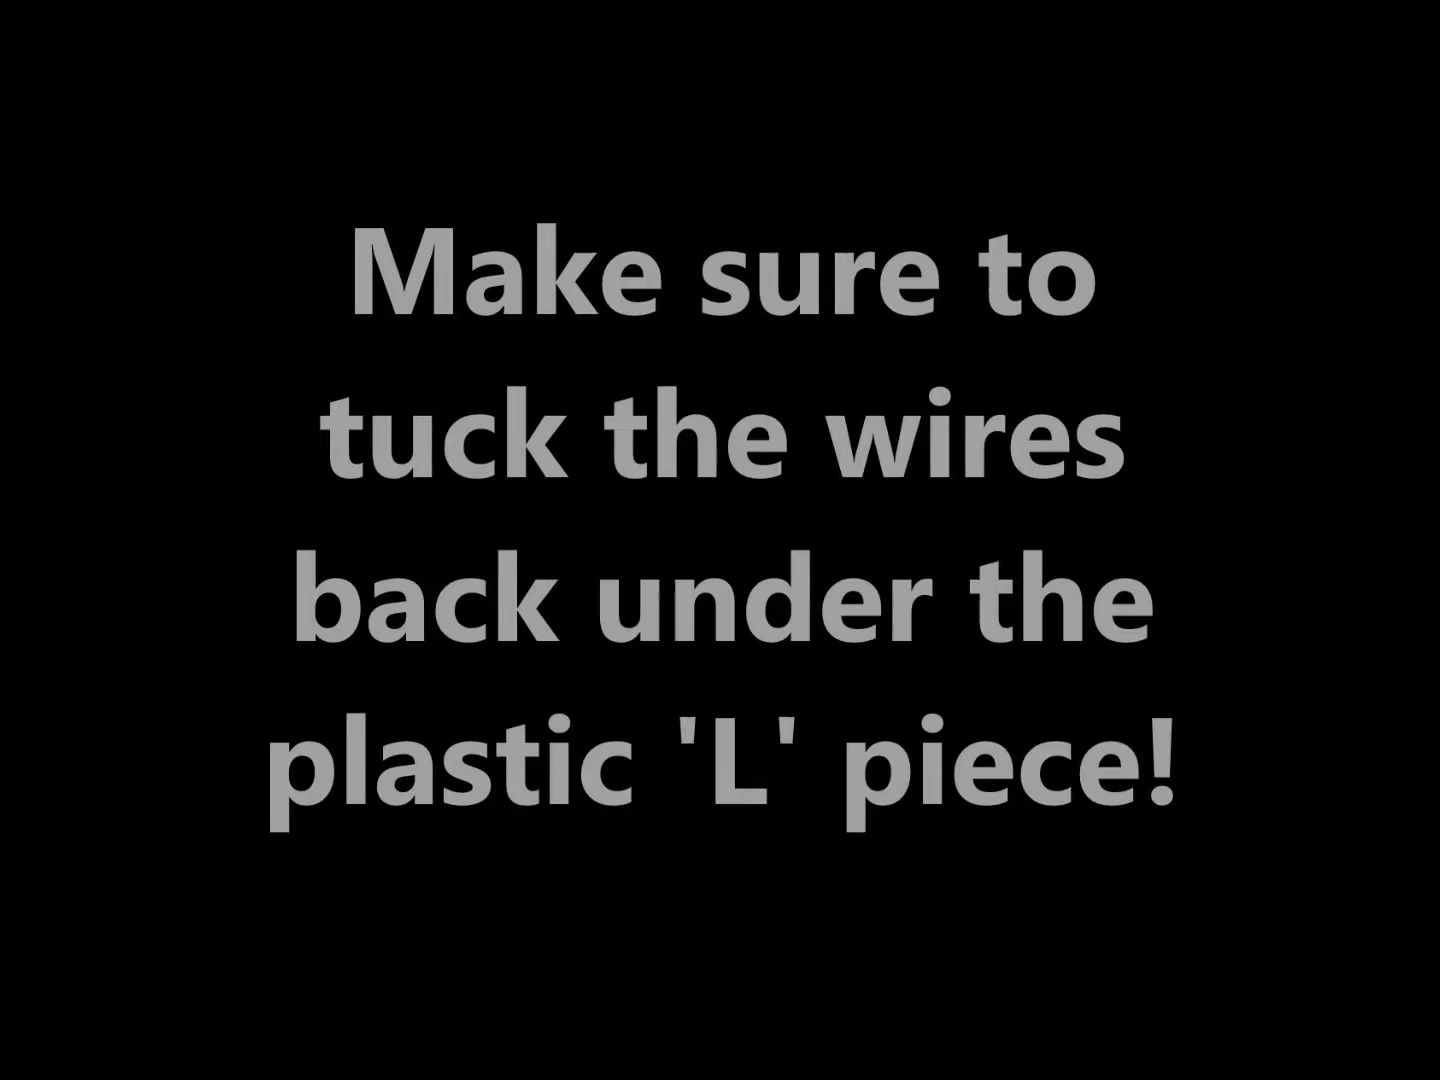 Make sure to
tuck the wires
back under the
plastic 'L' piece!